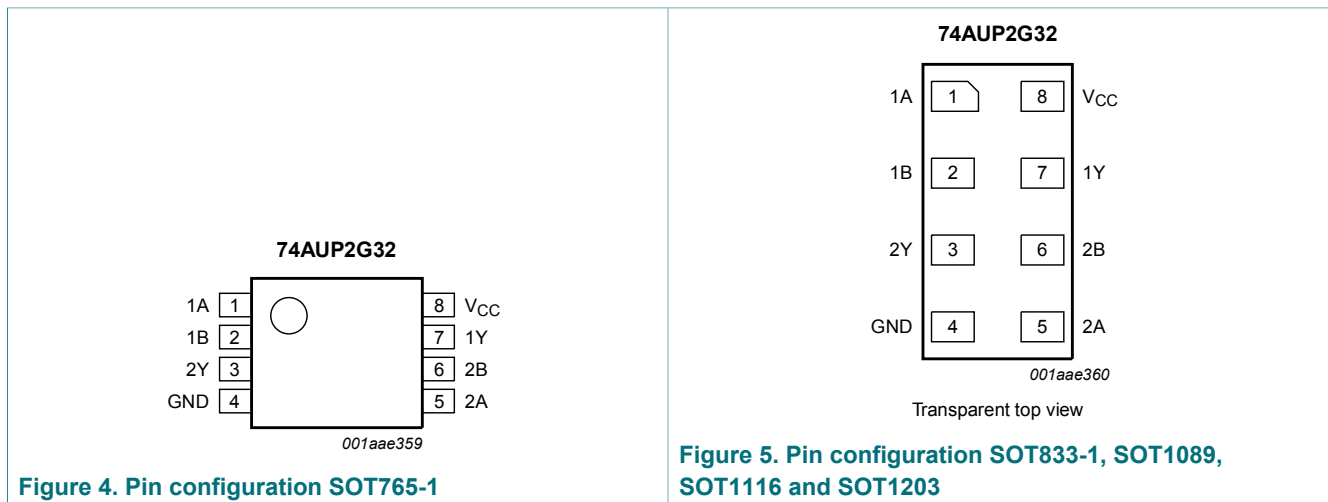 74AUP2G32
1A 1 8 VCC
1B 2 7 1Y
2Y 3 6 2B
GND 4 5 2A
001aae359
Figure 4. Pin configuration SOT765-1
74AUP2G32
1A 1 8 VCC
1B 2 7 1Y
2Y 3 6 2B
GND 4 5 2A
001aae360
Transparent top view
Figure 5. Pin configuration SOT833-1, SOT1089,
SOT1116 and SOT1203